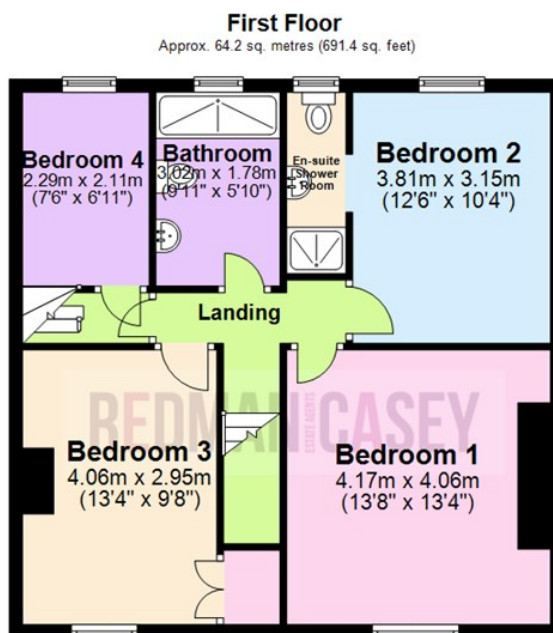 First Floor
Approx. 64.2 sq. metres (691.4 sq. feet)
Bedroom 4
2.29m x 2.11m
(7'6" x 6'11")
Bathroom
3.02m x 1.78m
(9'11" x 5'10")
En-suite
Shower
Room
Bedroom 2
3.81m x 3.15m
(12'6" x 10'4")
Landing
REDMAN CASEY
ESTATE AGENTS
Bedroom 3
4.06m x 2.95m
(13'4" x 9'8")
Bedroom 1
4.17m x 4.06m
(13'8" x 13'4")